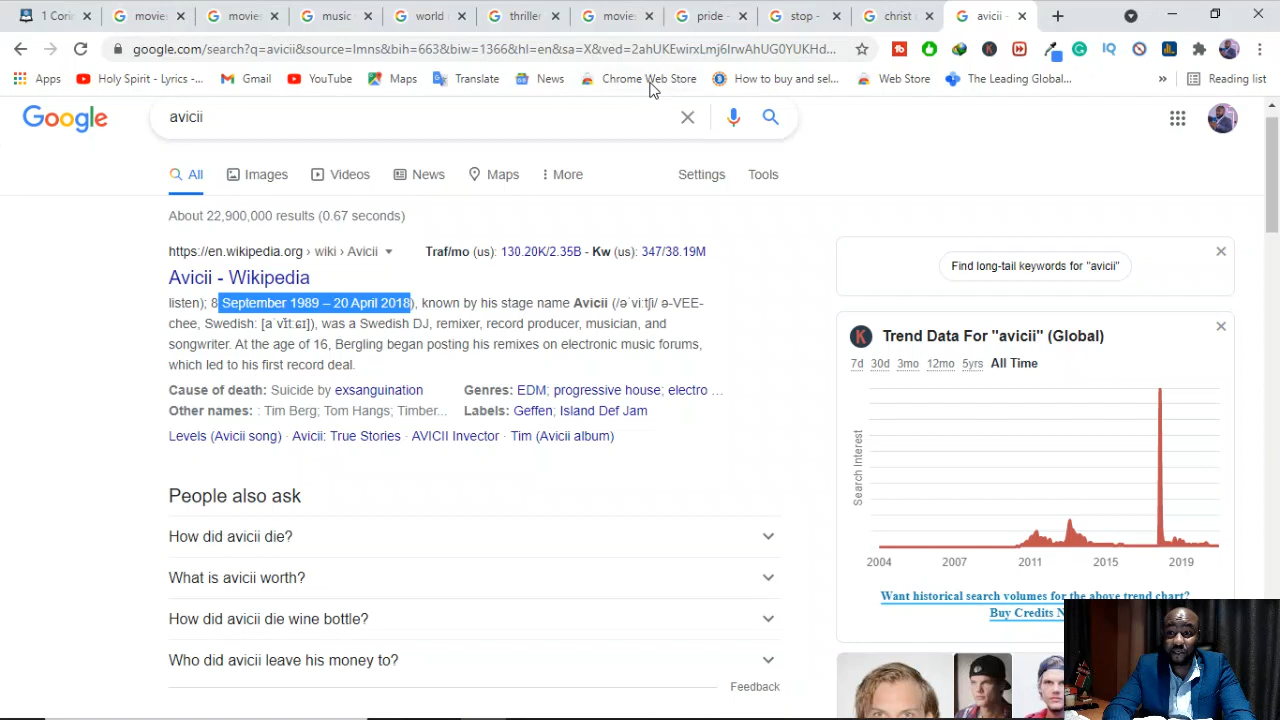 1 Corin
movies
movie
music
world
thriller
movie
pride -
stop -
christ
avicii -
google.com/search?q=avicii&source=lmns&bih=663&biw=1366&hl=en&sa=X&ved=2ahUKEwirxLmj6IrwAhUG0YUKHd...
Apps
Holy Spirit - Lyrics -...
Gmail
YouTube
Maps
Translate
News
Chrome Web Store
How to buy and sel...
Web Store
The Leading Global...
»
Reading list
Google
avicii
All
Images
Videos
News
Maps
More
Settings
Tools
About 22,900,000 results (0.67 seconds)
https://en.wikipedia.org › wiki › Avicii
Traf/mo (us): 130.20K/2.35B - Kw (us): 347/38.19M
Avicii - Wikipedia
listen); 8 September 1989 – 20 April 2018), known by his stage name Avicii (/əˈviːtʃi/ ə-VEE-
chee, Swedish: [aˈvɪ̌tːɕɪ]), was a Swedish DJ, remixer, record producer, musician, and
songwriter. At the age of 16, Bergling began posting his remixes on electronic music forums,
which led to his first record deal.
Cause of death: Suicide by exsanguination
Genres: EDM; progressive house; electro ...
Other names: : Tim Berg; Tom Hangs; Timber...
Labels: Geffen; Island Def Jam
Levels (Avicii song) · Avicii: True Stories · AVICII Invector · Tim (Avicii album)
People also ask
How did avicii die?
What is avicii worth?
How did avicii die wine bottle?
Who did avicii leave his money to?
Feedback
Find long-tail keywords for "avicii"
K
Trend Data For "avicii" (Global)
7d 30d 3mo 12mo 5yrs All Time
Search Interest
2004 2007 2011 2015 2019
Want historical search volumes for the above trend chart?
Buy Credits N